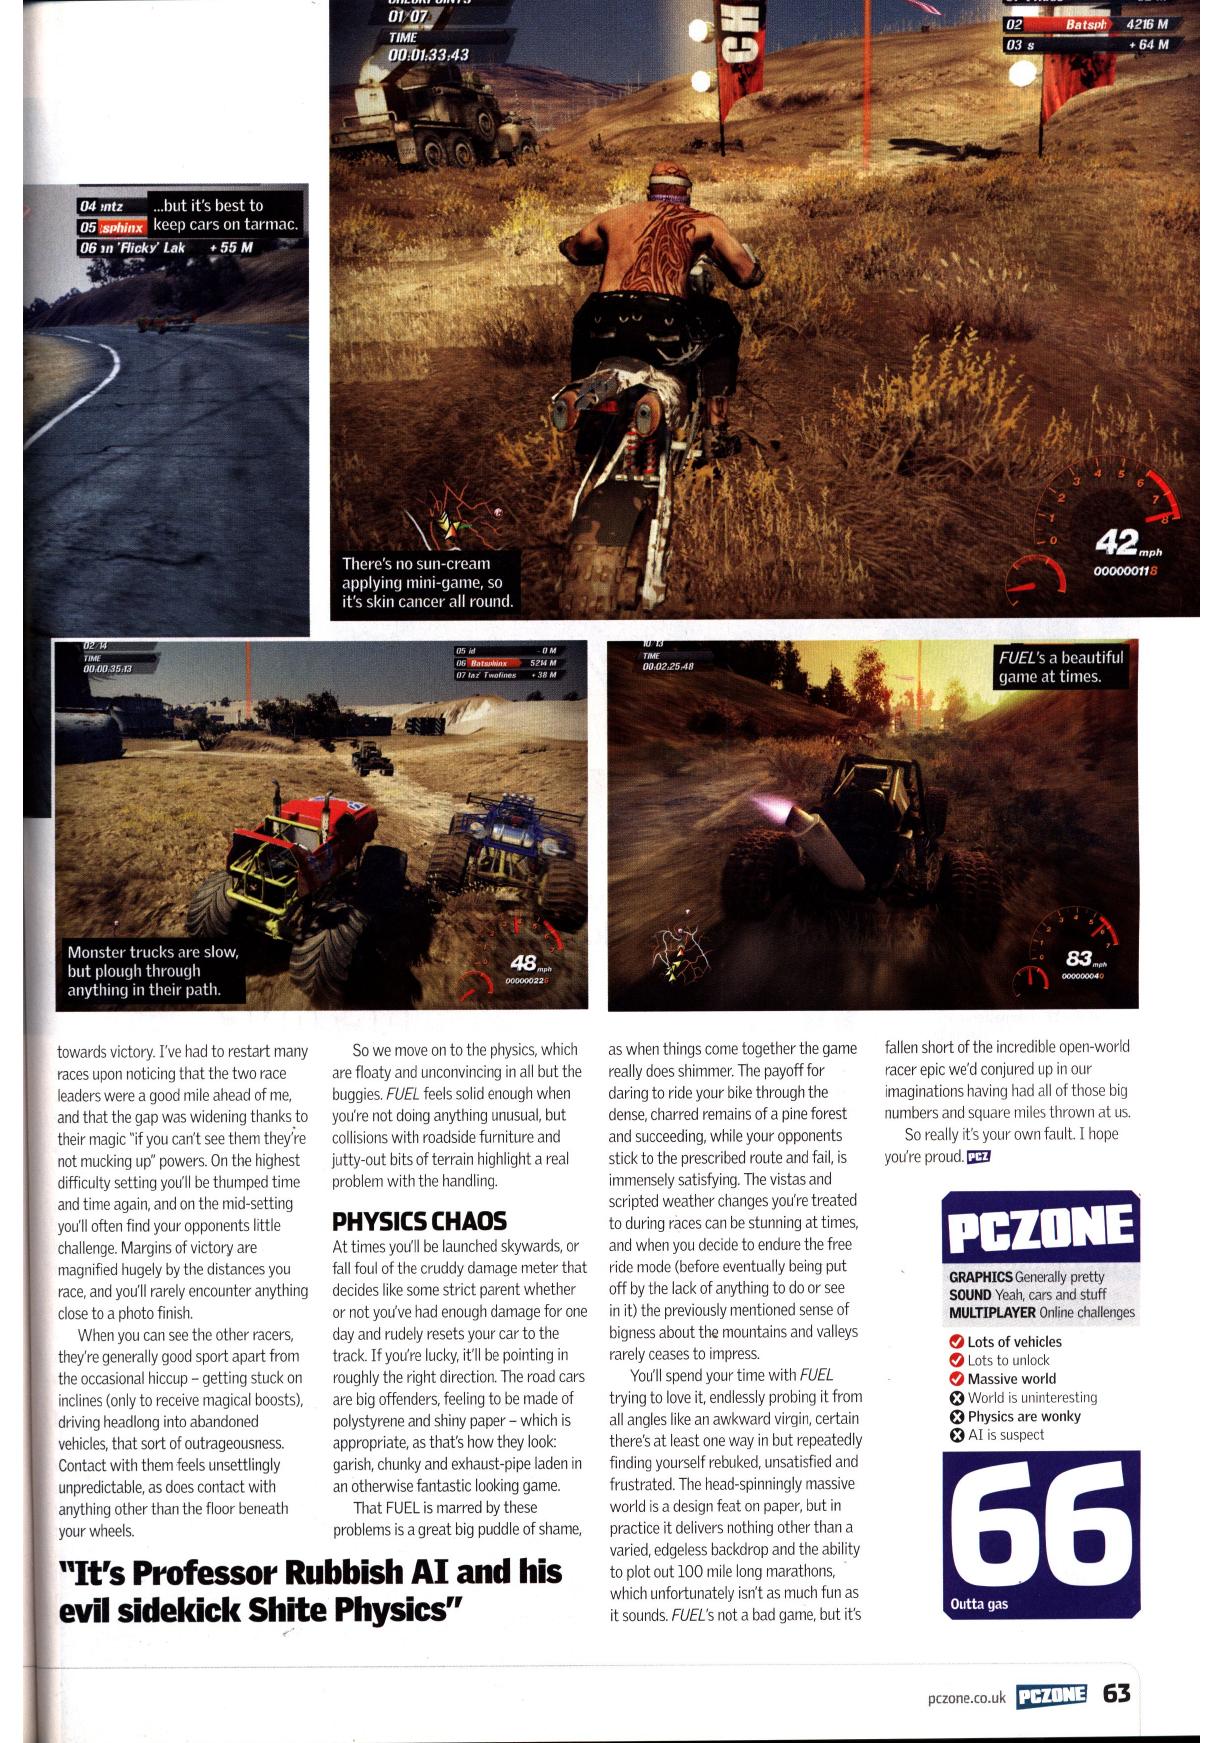 CHECKPOINTS
01/07
TIME
00:01:33:43
CH
02 Batsph 4216 M
03 s + 64 M
04 ntz
05 sphinx
06 in 'Flicky' Lak + 55 M
...but it's best to
keep cars on tarmac.
There's no sun-cream
applying mini-game, so
it's skin cancer all round.
0 1 2 3 4 5 6 7 8
42 mph
000000118
02/14
TIME
00:00:35:13
05 id - 0 M
06 Batsphinx 5214 M
07 laz' Twofines + 38 M
Monster trucks are slow,
but plough through
anything in their path.
48 mph
000000226
10/13
TIME
00:02:25:48
FUEL's a beautiful
game at times.
83 mph
000000040
towards victory. I've had to restart many
races upon noticing that the two race
leaders were a good mile ahead of me,
and that the gap was widening thanks to
their magic "if you can't see them they're
not mucking up" powers. On the highest
difficulty setting you'll be thumped time
and time again, and on the mid-setting
you'll often find your opponents little
challenge. Margins of victory are
magnified hugely by the distances you
race, and you'll rarely encounter anything
close to a photo finish.
When you can see the other racers,
they're generally good sport apart from
the occasional hiccup – getting stuck on
inclines (only to receive magical boosts),
driving headlong into abandoned
vehicles, that sort of outrageousness.
Contact with them feels unsettlingly
unpredictable, as does contact with
anything other than the floor beneath
your wheels.
"It's Professor Rubbish AI and his
evil sidekick Shite Physics"
So we move on to the physics, which
are floaty and unconvincing in all but the
buggies. FUEL feels solid enough when
you're not doing anything unusual, but
collisions with roadside furniture and
jutty-out bits of terrain highlight a real
problem with the handling.
PHYSICS CHAOS
At times you'll be launched skywards, or
fall foul of the cruddy damage meter that
decides like some strict parent whether
or not you've had enough damage for one
day and rudely resets your car to the
track. If you're lucky, it'll be pointing in
roughly the right direction. The road cars
are big offenders, feeling to be made of
polystyrene and shiny paper – which is
appropriate, as that's how they look:
garish, chunky and exhaust-pipe laden in
an otherwise fantastic looking game.
That FUEL is marred by these
problems is a great big puddle of shame,
as when things come together the game
really does shimmer. The payoff for
daring to ride your bike through the
dense, charred remains of a pine forest
and succeeding, while your opponents
stick to the prescribed route and fail, is
immensely satisfying. The vistas and
scripted weather changes you're treated
to during races can be stunning at times,
and when you decide to endure the free
ride mode (before eventually being put
off by the lack of anything to do or see
in it) the previously mentioned sense of
bigness about the mountains and valleys
rarely ceases to impress.
You'll spend your time with FUEL
trying to love it, endlessly probing it from
all angles like an awkward virgin, certain
there's at least one way in but repeatedly
finding yourself rebuked, unsatisfied and
frustrated. The head-spinningly massive
world is a design feat on paper, but in
practice it delivers nothing other than a
varied, edgeless backdrop and the ability
to plot out 100 mile long marathons,
which unfortunately isn't as much fun as
it sounds. FUEL's not a bad game, but it's
fallen short of the incredible open-world
racer epic we'd conjured up in our
imaginations having had all of those big
numbers and square miles thrown at us.
So really it's your own fault. I hope
you're proud. PCZ
PCZONE
GRAPHICS Generally pretty
SOUND Yeah, cars and stuff
MULTIPLAYER Online challenges
Lots of vehicles
Lots to unlock
Massive world
World is uninteresting
Physics are wonky
AI is suspect
66
Outta gas
pczone.co.uk PCZONE 63